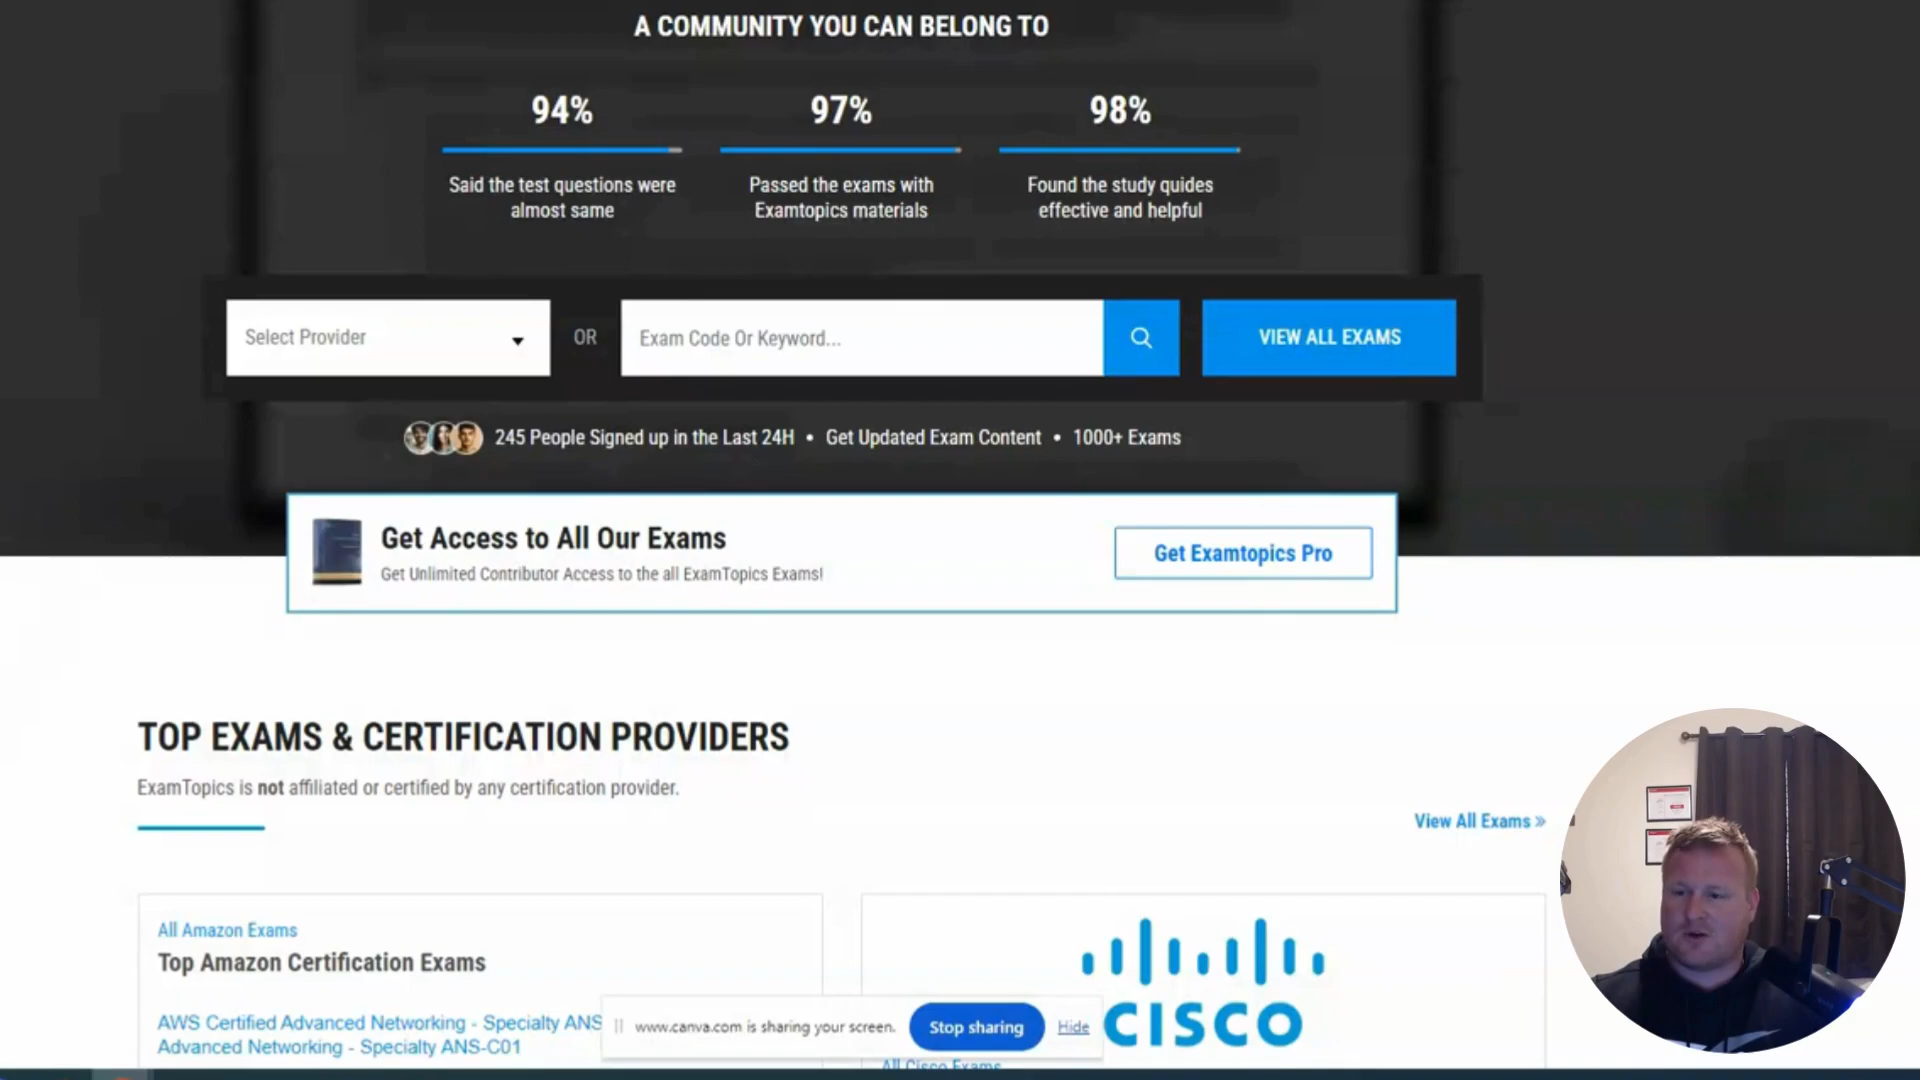 A COMMUNITY YOU CAN BELONG TO
94%
97%
98%
Said the test questions were
almost same
Passed the exams with
Examtopics materials
Found the study quides
effective and helpful
Select Provider
OR
Exam Code Or Keyword...
VIEW ALL EXAMS
245 People Signed up in the Last 24H • Get Updated Exam Content • 1000+ Exams
Get Access to All Our Exams
Get Unlimited Contributor Access to the all ExamTopics Exams!
Get Examtopics Pro
TOP EXAMS & CERTIFICATION PROVIDERS
ExamTopics is not affiliated or certified by any certification provider.
View All Exams »
All Amazon Exams
Top Amazon Certification Exams
AWS Certified Advanced Networking - Specialty ANS
Advanced Networking - Specialty ANS-C01
www.canva.com is sharing your screen.
Stop sharing
Hide
CISCO
All Cisco Exams